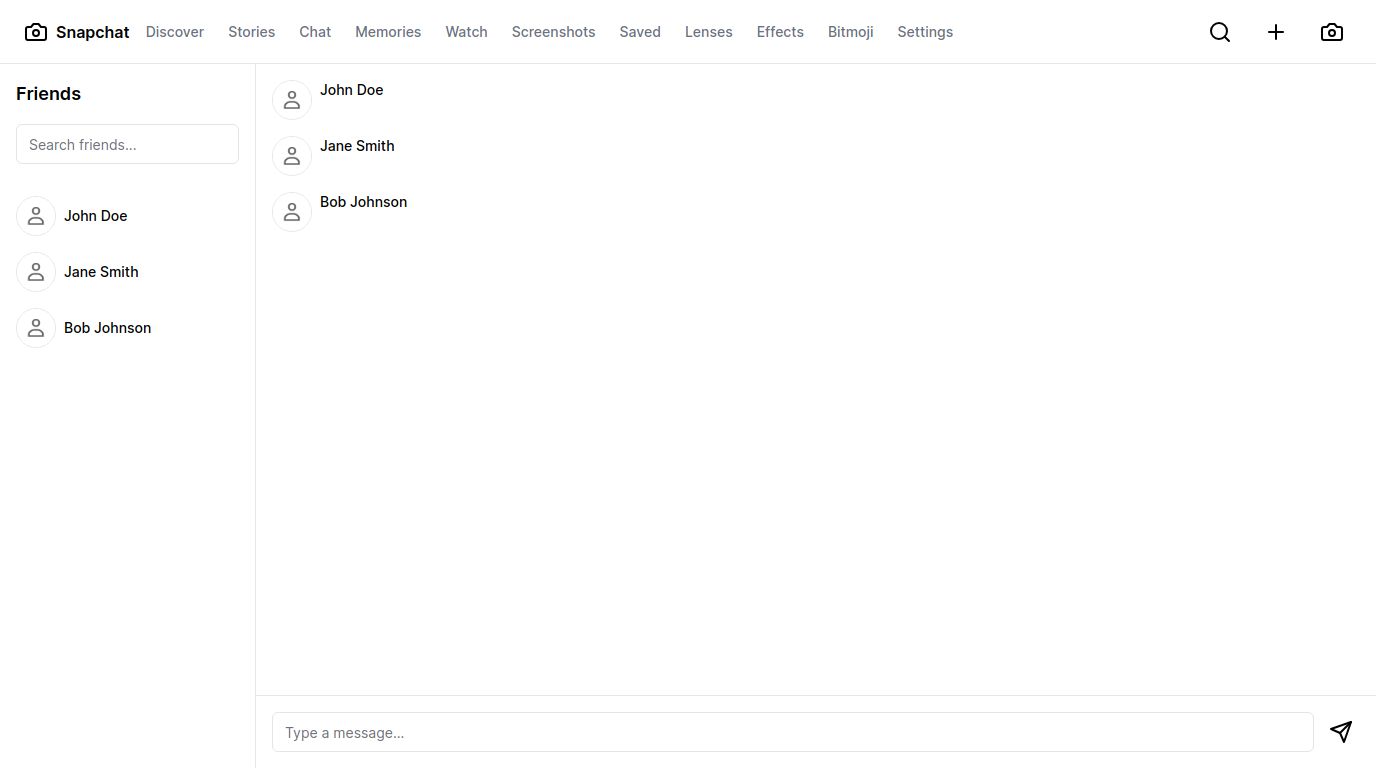 Snapchat Discover Stories Chat Memories Watch Screenshots Saved Lenses Effects Bitmoji Settings
Friends
Search friends...
John Doe
Jane Smith
Bob Johnson
John Doe
Jane Smith
Bob Johnson
Type a message...